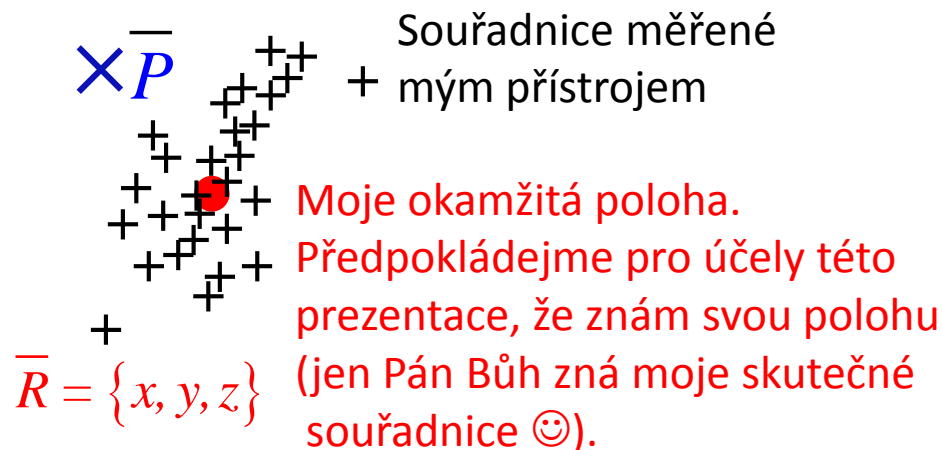 Souřadnice měřené
mým přístrojem
× P̅
Moje okamžitá poloha.
Předpokládejme pro účely této
prezentace, že znám svou polohu
(jen Pán Bůh zná moje skutečné
souřadnice ☺).
R̅ = {x, y, z}